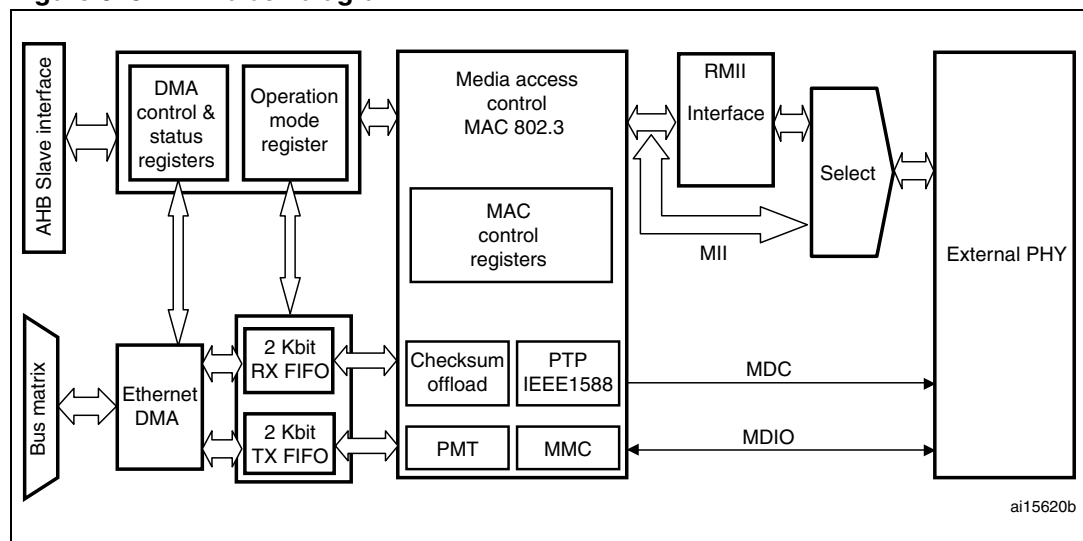 AHB Slave interface
DMA
control &
status
registers
Operation
mode
register
Media access
control
MAC 802.3
MAC
control
registers
RMII
Interface
Select
MII
External PHY
Bus matrix
Ethernet
DMA
2 Kbit
RX FIFO
2 Kbit
TX FIFO
Checksum
offload
PTP
IEEE1588
PMT
MMC
MDC
MDIO
ai15620b